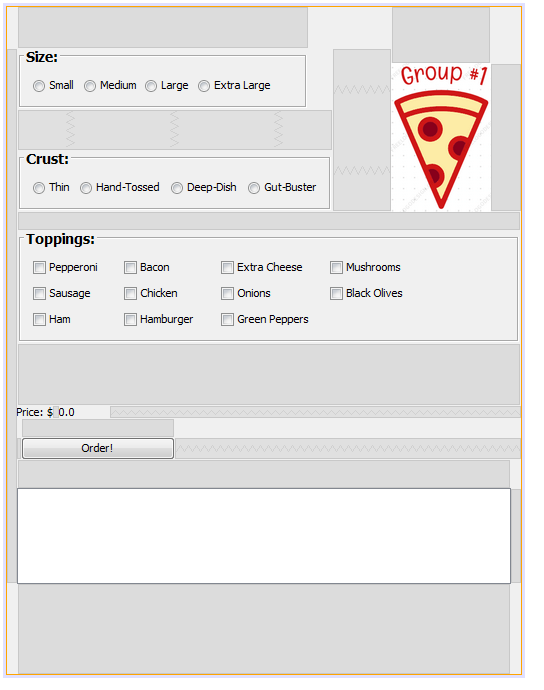 Size:
Small Medium Large Extra Large
Group #1
Crust:
Thin Hand-Tossed Deep-Dish Gut-Buster
Toppings:
Pepperoni Bacon Extra Cheese Mushrooms
Sausage Chicken Onions Black Olives
Ham Hamburger Green Peppers
Price: $ 0.0
Order!